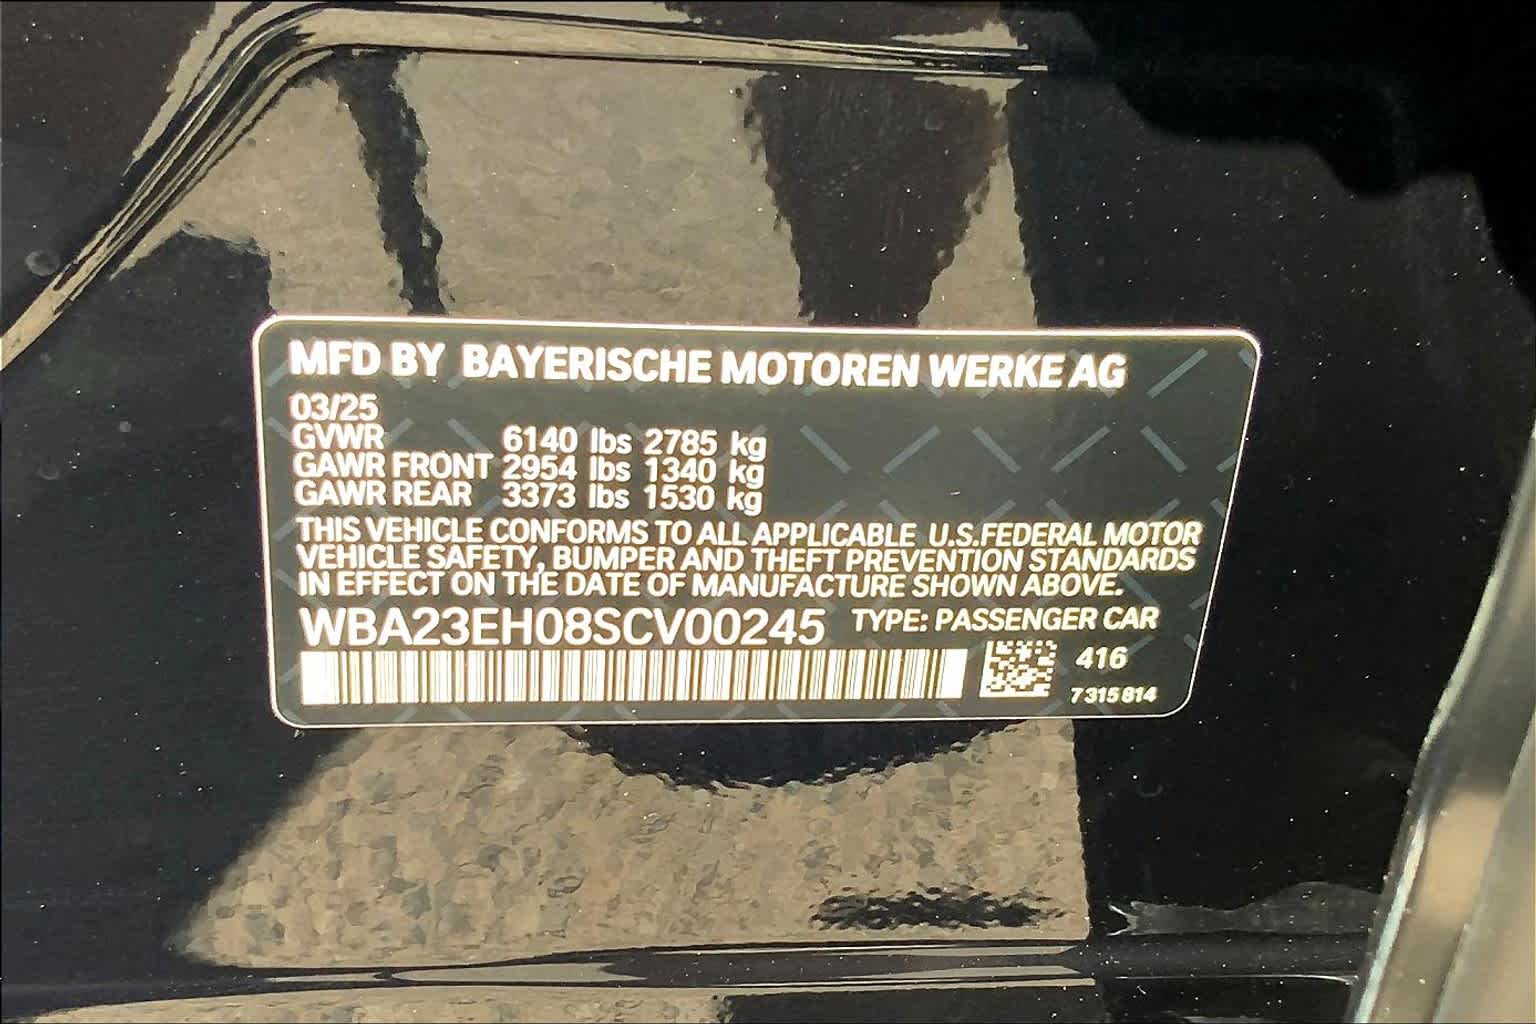 MFD BY BAYERISCHE MOTOREN WERKE AG
03/25
GVWR 6140 lbs 2785 kg
GAWR FRONT 2954 lbs 1340 kg
GAWR REAR 3373 lbs 1530 kg
THIS VEHICLE CONFORMS TO ALL APPLICABLE U.S.FEDERAL MOTOR
VEHICLE SAFETY, BUMPER AND THEFT PREVENTION STANDARDS
IN EFFECT ON THE DATE OF MANUFACTURE SHOWN ABOVE.
WBA23EH08SCV00245 TYPE: PASSENGER CAR
416
7 315 814